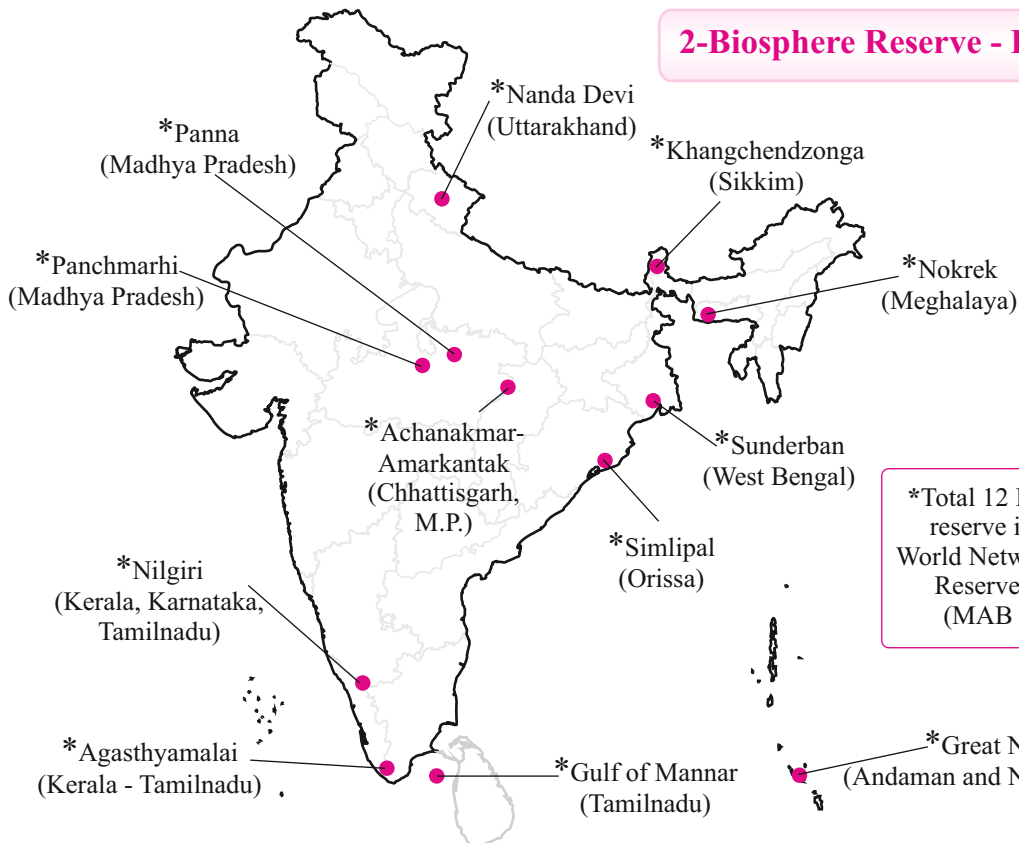 2-Biosphere Reserve -
*Nanda Devi
(Uttarakhand)
*Panna
(Madhya Pradesh)
*Khangchendzonga
(Sikkim)
*Panchmarhi
(Madhya Pradesh)
*Nokrek
(Meghalaya)
*Achanakmar-
Amarkantak
(Chhattisgarh,
M.P.)
*Sunderban
(West Bengal)
*Total 12
reserve
World
Reserve
(MAB
*Simlipal
(Orissa)
*Nilgiri
(Kerala, Karnataka,
Tamilnadu)
*Agasthyamalai
(Kerala - Tamilnadu)
*Gulf of Mannar
(Tamilnadu)
*Great
(Andaman and